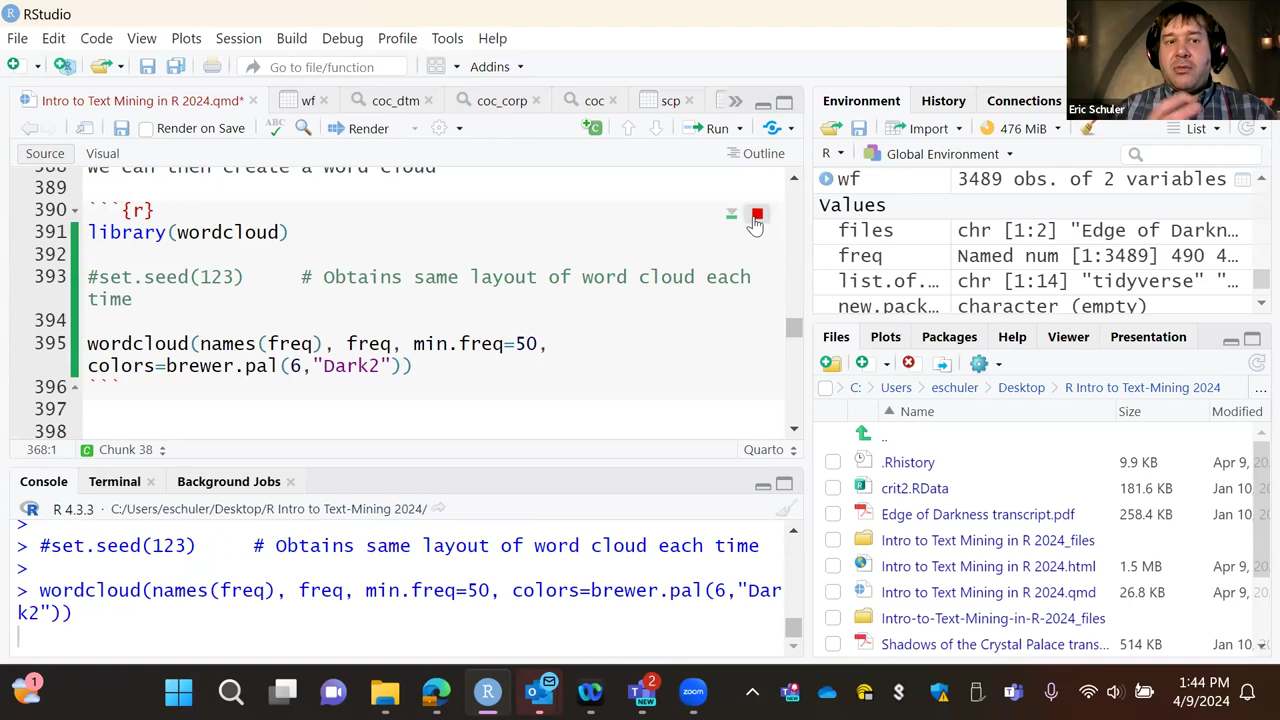 RStudio
File Edit Code View Plots Session Build Debug Profile Tools Help
Go to file/function Addins
Intro to Text Mining in R 2024.qmd* wf coc_dtm coc_corp coc scp
Render on Save Render Run
Source Visual Outline
388 We can then create a word cloud
389
390 ```{r}
391 library(wordcloud)
392
393 #set.seed(123) # Obtains same layout of word cloud each
time
394
395 wordcloud(names(freq), freq, min.freq=50,
colors=brewer.pal(6,"Dark2"))
396 ```
397
398
368:1 Chunk 38 Quarto
Console Terminal Background Jobs
R 4.3.3 · C:/Users/eschuler/Desktop/R Intro to Text-Mining 2024/
>
> #set.seed(123) # Obtains same layout of word cloud each time
>
> wordcloud(names(freq), freq, min.freq=50, colors=brewer.pal(6,"Dar
k2"))
Eric Schuler
Environment History Connections
Import 476 MiB List
R Global Environment
wf 3489 obs. of 2 variables
Values
files chr [1:2] "Edge of Darkn…
freq Named num [1:3489] 490 4…
list.of.… chr [1:14] "tidyverse" "…
new.pack… character (empty)
Files Plots Packages Help Viewer Presentation
C: Users eschuler Desktop R Intro to Text-Mining 2024 ...
Name Size Modified
..
.Rhistory 9.9 KB Apr 9, 20
crit2.RData 181.6 KB Jan 10,
Edge of Darkness transcript.pdf 258.4 KB Jan 10,
Intro to Text Mining in R 2024_files
Intro to Text Mining in R 2024.html 1.5 MB Apr 9, 20
Intro to Text Mining in R 2024.qmd 26.8 KB Apr 9, 20
Intro-to-Text-Mining-in-R-2024_files
Shadows of the Crystal Palace trans... 514 KB Jan 10,
1 2 NEW zoom NEW
1:44 PM
4/9/2024